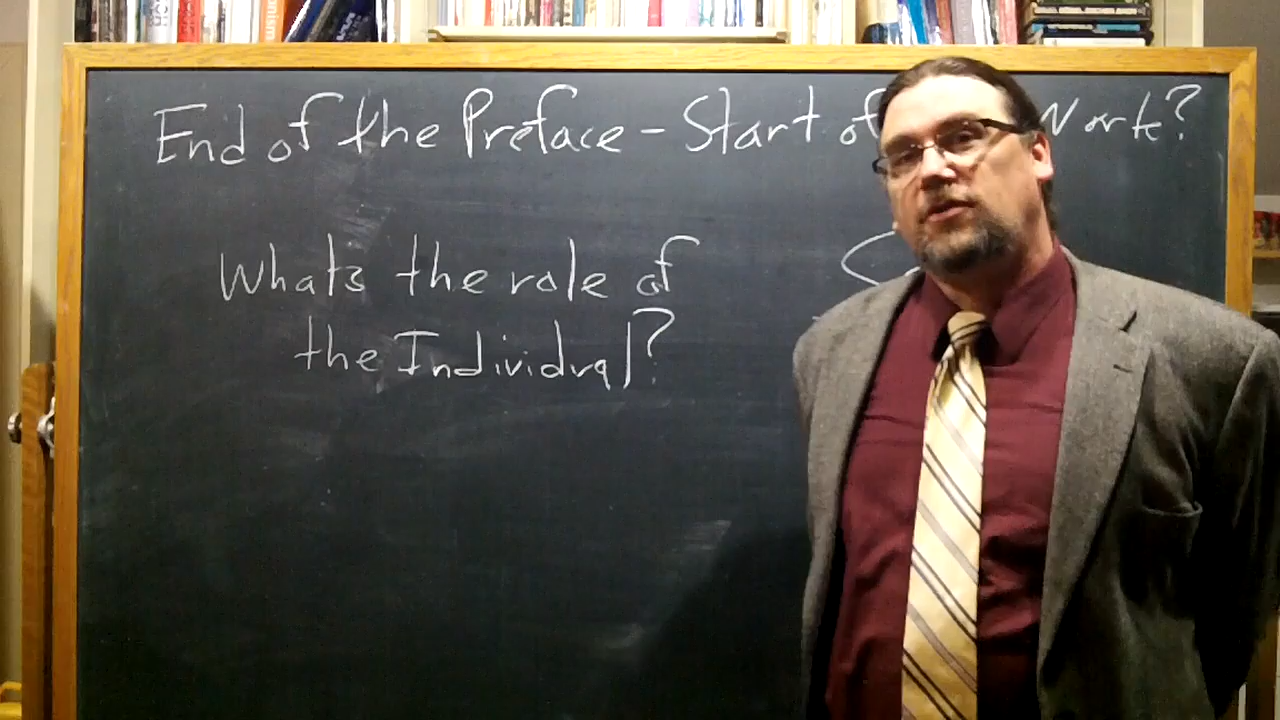 End of the Preface - Start of Work?
Whats the role of
the Individual?